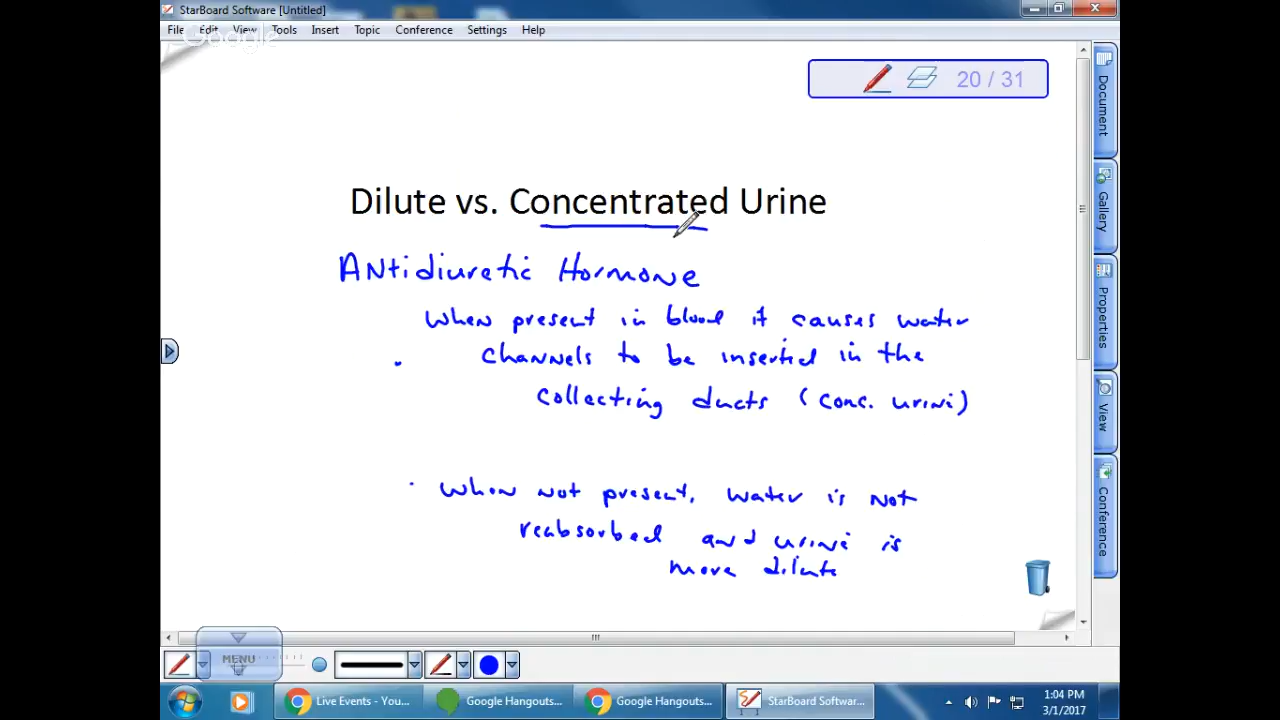 StarBoard Software [Untitled]
File Edit View Tools Insert Topic Conference Settings Help
Google
20 / 31
Document
Gallery
Properties
View
Conference
Dilute vs. Concentrated Urine
Antidiuretic Hormone
When present in blood it causes water
channels to be inserted in the
collecting ducts (conc. urine)
When not present, water is not
reabsorbed and urine is
more dilute
MENU
Live Events - You...
Google Hangouts...
Google Hangouts...
StarBoard Softwar...
1:04 PM
3/1/2017